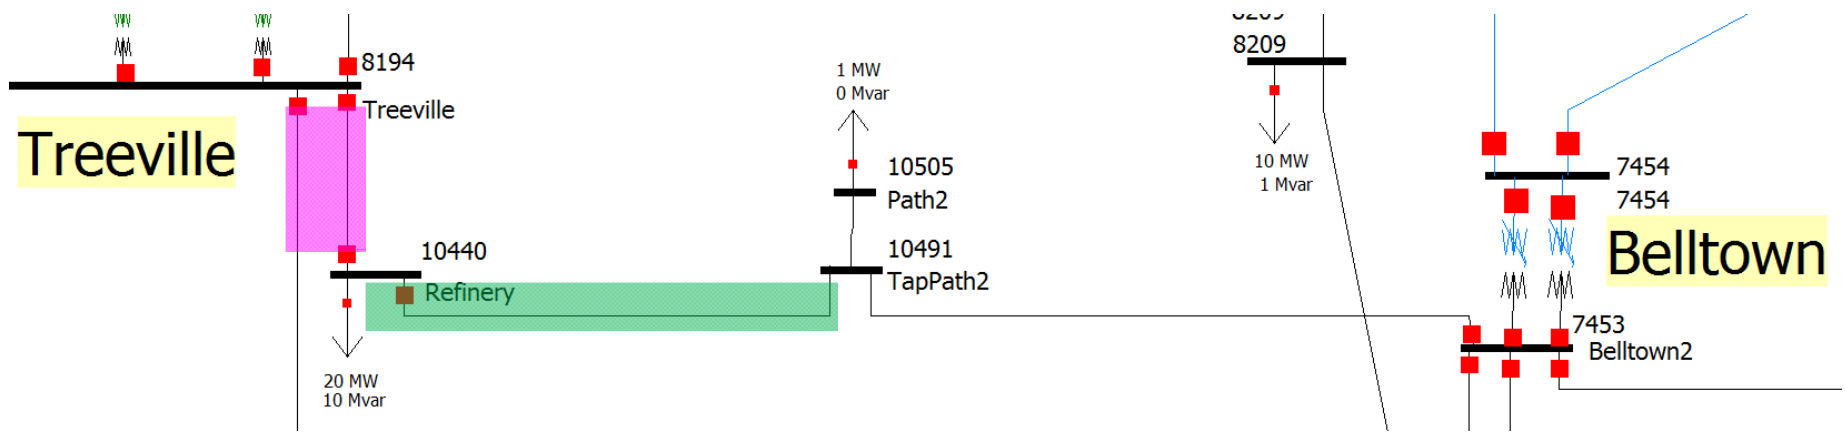 8209
8209
8194
1 MW
0 Mvar
Treeville
Treeville
10 MW
1 Mvar
10505
Path2
7454
7454
10440
10491
Belltown
Refinery
TapPath2
7453
Belltown2
20 MW
10 Mvar